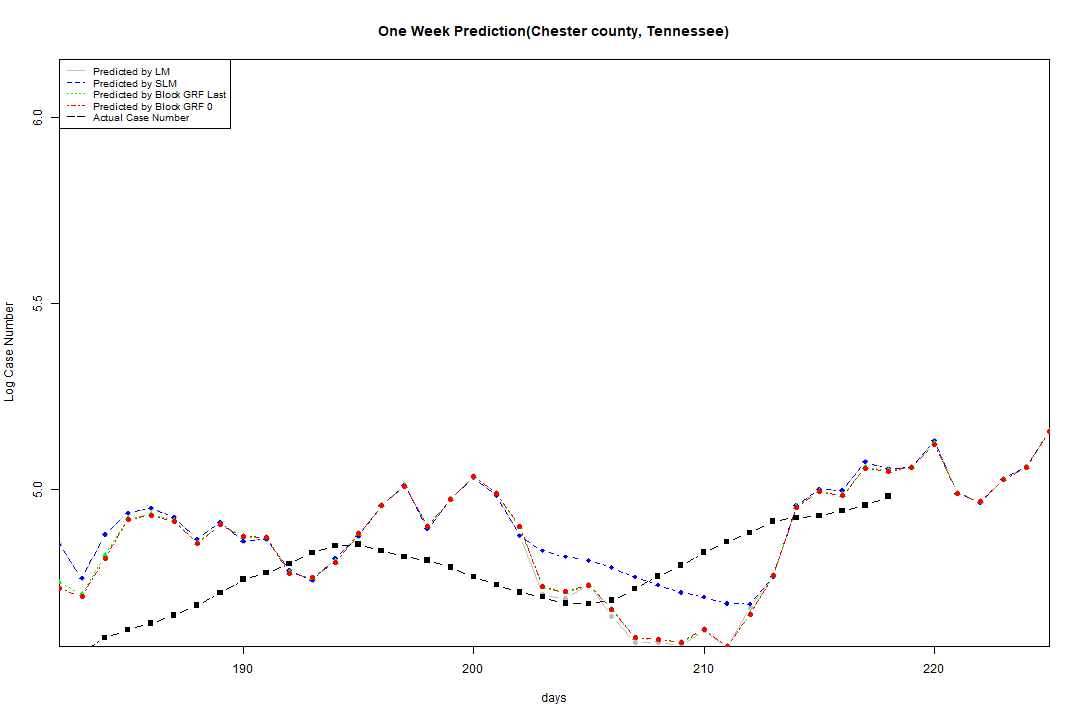 One Week Prediction(Chester county, Tennessee)
Predicted by LM
Predicted by SLM
Predicted by Block GRF Last
Predicted by Block GRF 0
Actual Case Number
6.0
5.5
5.0
Log Case Number
190 200 210 220
days